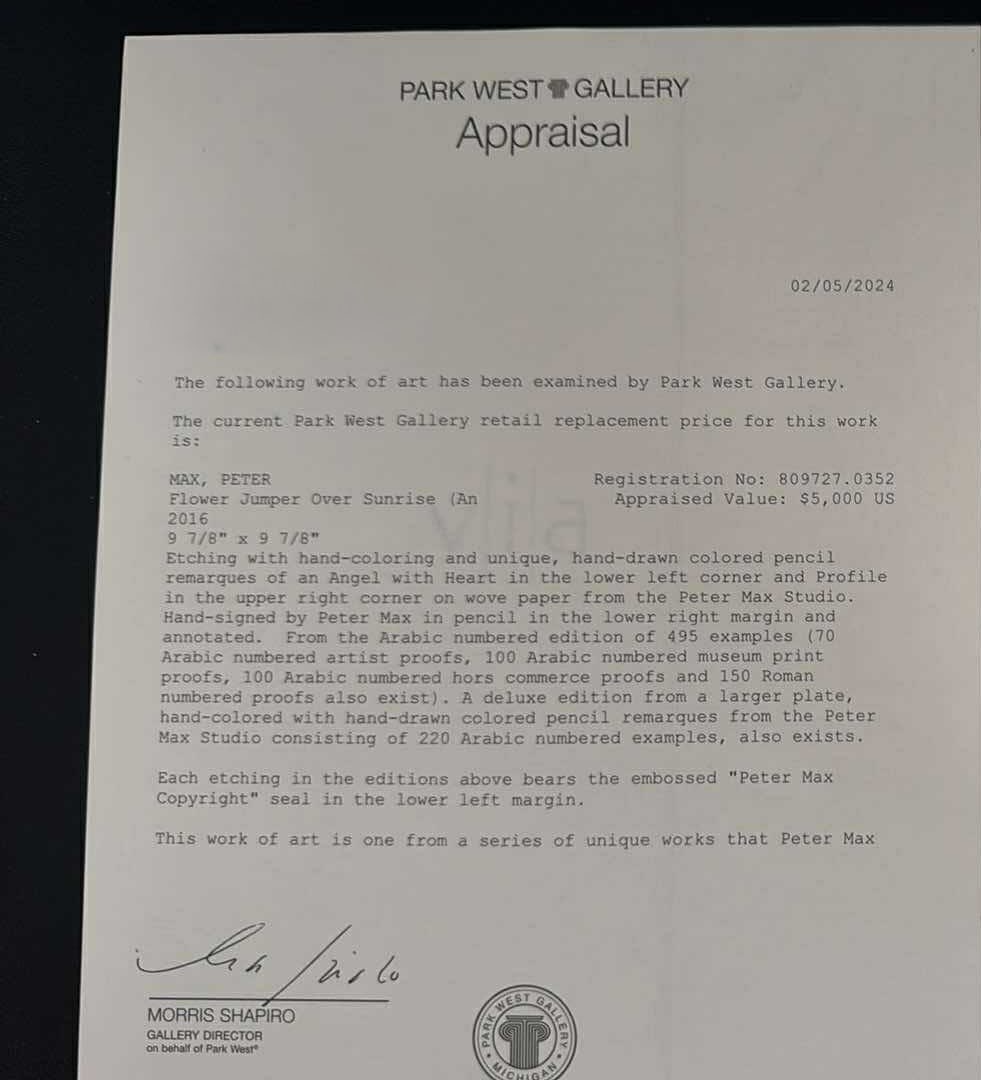 PARK WEST GALLERY
Appraisal
02/05/2024
The following work of art has been examined by Park West Gallery.
The current Park West Gallery retail replacement price for this work
is:
MAX, PETER Registration No: 809727.0352
Flower Jumper Over Sunrise (An Appraised Value: $5,000 US
2016
9 7/8" x 9 7/8"
Etching with hand-coloring and unique, hand-drawn colored pencil
remarques of an Angel with Heart in the lower left corner and Profile
in the upper right corner on wove paper from the Peter Max Studio.
Hand-signed by Peter Max in pencil in the lower right margin and
annotated. From the Arabic numbered edition of 495 examples (70
Arabic numbered artist proofs, 100 Arabic numbered museum print
proofs, 100 Arabic numbered hors commerce proofs and 150 Roman
numbered proofs also exist). A deluxe edition from a larger plate,
hand-colored with hand-drawn colored pencil remarques from the Peter
Max Studio consisting of 220 Arabic numbered examples, also exists.
Each etching in the editions above bears the embossed "Peter Max
Copyright" seal in the lower left margin.
This work of art is one from a series of unique works that Peter Max
MORRIS SHAPIRO
GALLERY DIRECTOR
on behalf of Park West®
PARK WEST GALLERY
• MICHIGAN •